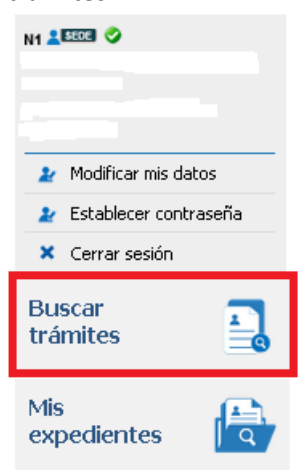 N1 SEDE
Modificar mis datos
Establecer contraseña
Cerrar sesión
Buscar
trámites
Mis
expedientes